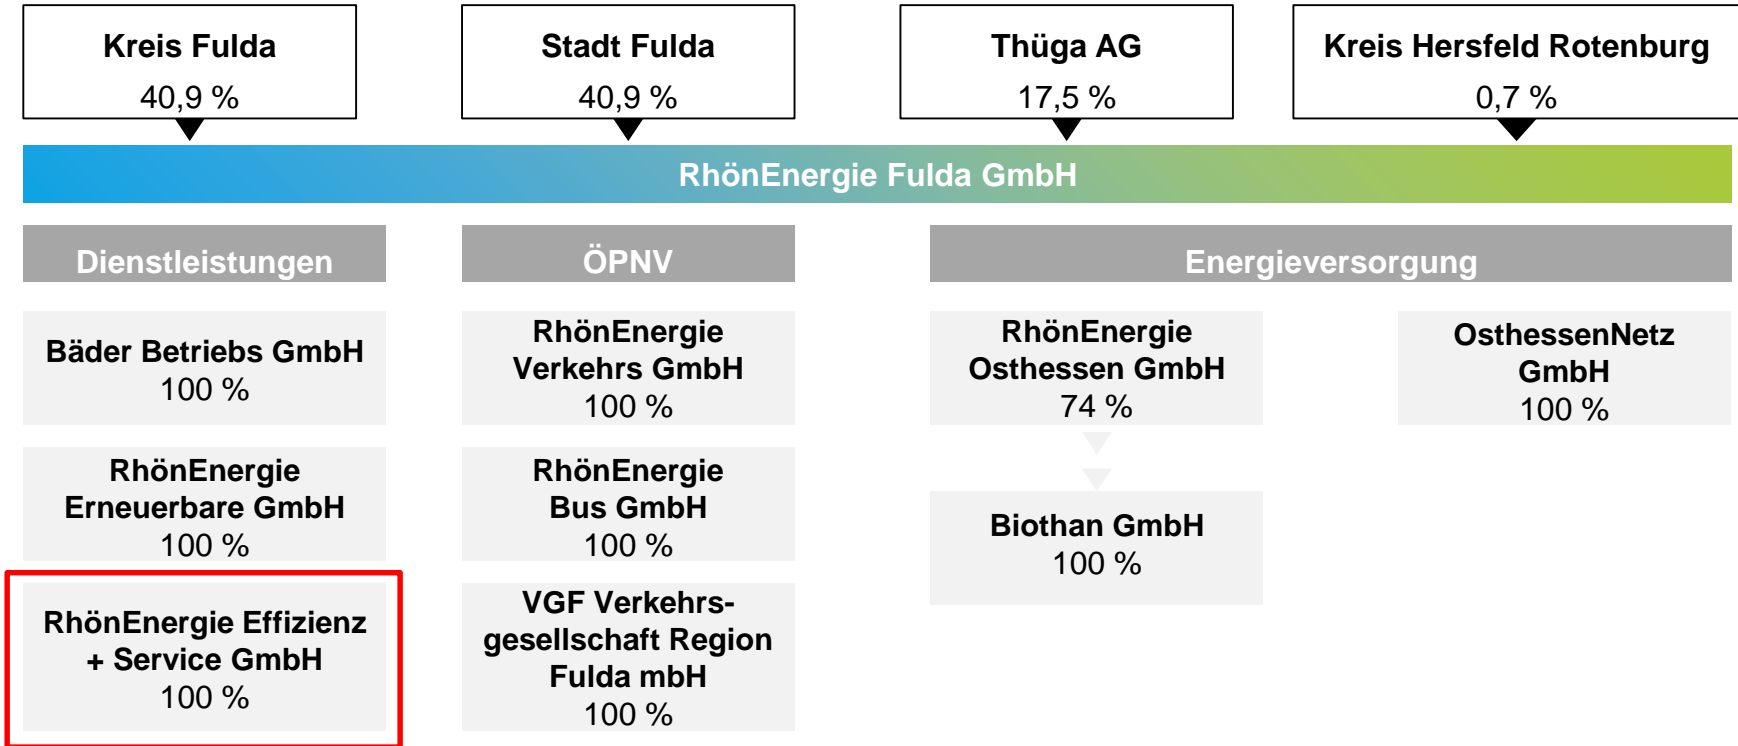 Kreis Fulda
40,9 %
Stadt Fulda
40,9 %
Thüga AG
17,5 %
Kreis Hersfeld Rotenburg
0,7 %
RhönEnergie Fulda GmbH
Dienstleistungen
Bäder Betriebs GmbH
100 %
RhönEnergie
Erneuerbare GmbH
100 %
RhönEnergie Effizienz
+ Service GmbH
100 %
ÖPNV
RhönEnergie
Verkehrs GmbH
100 %
RhönEnergie
Bus GmbH
100 %
VGF Verkehrs-
gesellschaft Region
Fulda mbH
100 %
Energieversorgung
RhönEnergie
Osthessen GmbH
74 %
Biothan GmbH
100 %
OsthessenNetz
GmbH
100 %